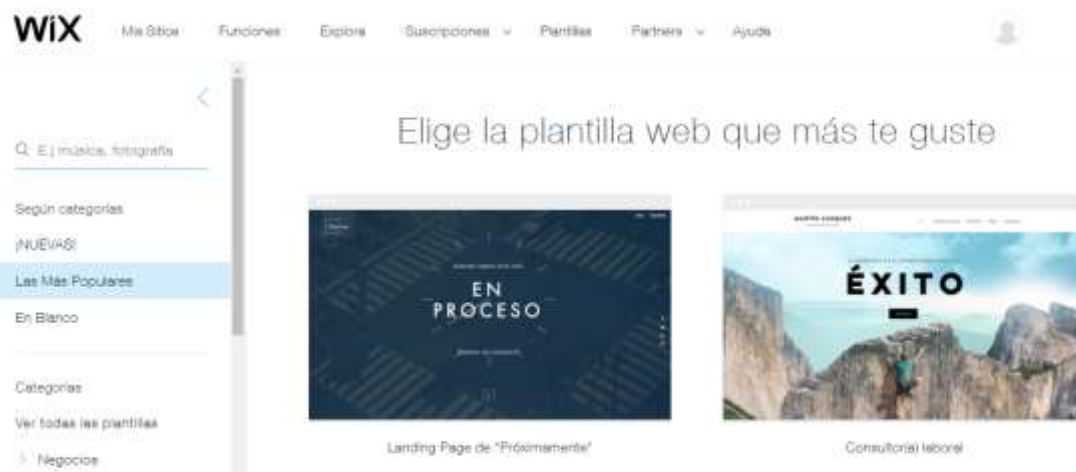 WiX
Mis Sitios Funciones Explora Suscripciones Plantillas Partners Ayuda
E.j música, fotografía
Según categorías
¡NUEVAS!
Las Más Populares
En Blanco
Categorías
Ver todas las plantillas
Negocios
Elige la plantilla web que más te guste
EN
PROCESO
Landing Page de "Próximamente"
ÉXITO
Consultor(a) laboral